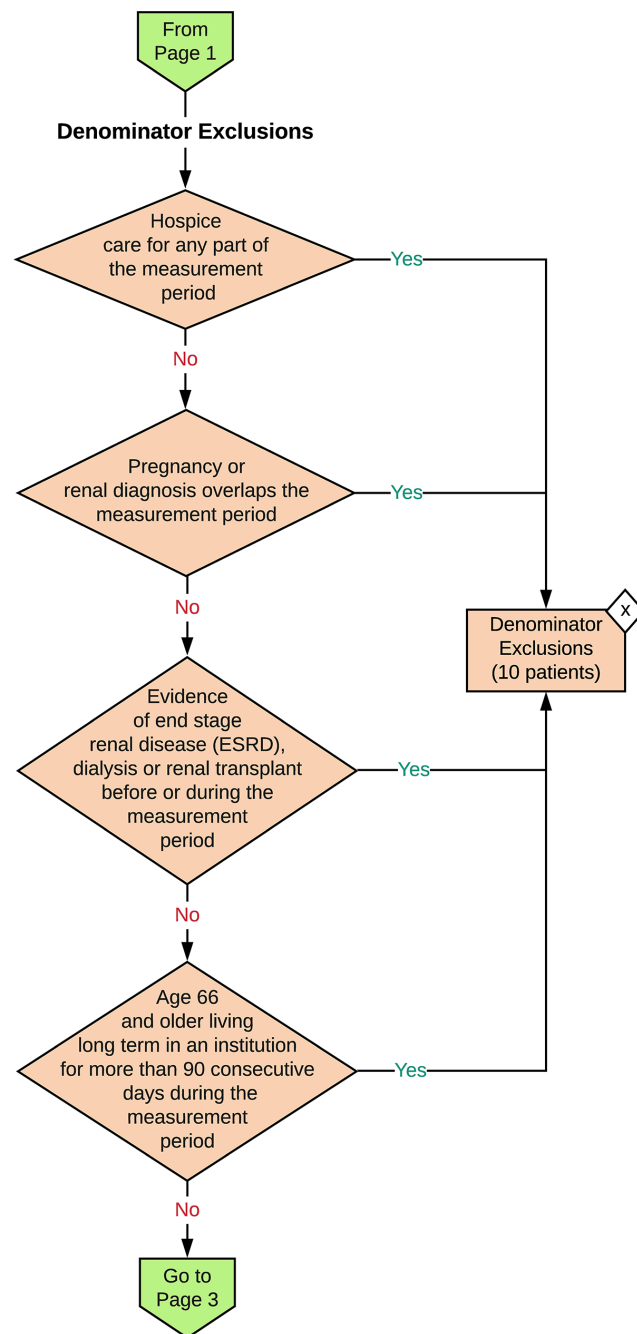 From
Page 1
Denominator Exclusions
Hospice
care for any part of
the measurement
period
Yes
No
Pregnancy or
renal diagnosis overlaps the
measurement period
Yes
No
x
Denominator
Exclusions
(10 patients)
Evidence
of end stage
renal disease (ESRD),
dialysis or renal transplant
before or during the
measurement
period
Yes
No
Age 66
and older living
long term in an institution
for more than 90 consecutive
days during the
measurement
period
Yes
No
Go to
Page 3